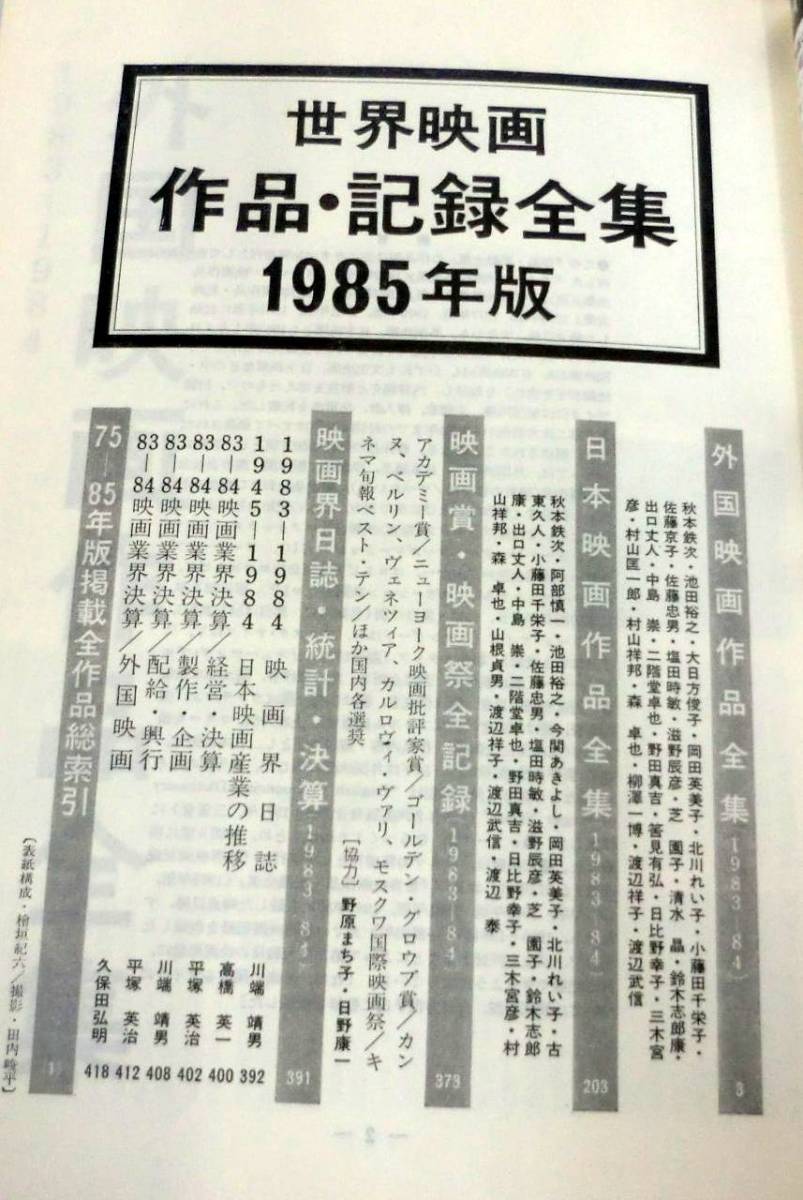 世界映画
作品・記録全集
1985年版
外国映画作品全集(1983—84) 3
秋本鉄次・池田裕之・大日方俊子・岡田英美子・北川れい子・小藤田千栄子・
佐藤京子・佐藤忠男・塩田時敏・滋野辰彦・芝 園子・清水 晶・鈴木志郎康・
出口丈人・中島 崇・二階堂卓也・野田真吉・筈見有弘・日比野幸子・三木宮
彦・村山匡一郎・村山祥邦・森 卓也・柳澤一博・渡辺祥子・渡辺武信
日本映画作品全集(1983—84) 203
秋本鉄次・阿部慎一・池田裕之・今関あきよし・岡田英美子・北川れい子・古
東久人・小藤田千栄子・佐藤忠男・塩田時敏・滋野辰彦・芝 園子・鈴木志郎
康・出口丈人・中島 崇・二階堂卓也・野田真吉・日比野幸子・三木宮彦・村
山祥邦・森 卓也・山根貞男・渡辺祥子・渡辺武信・渡辺 泰
映画賞・映画祭全記録(1983—84) 373
アカデミー賞/ニューヨーク映画批評家賞/ゴールデン・グロウブ賞/カン
ヌ、ベルリン、ヴェネツィア、カルロヴィ・ヴァリ、モスクワ国際映画祭/キ
ネマ旬報ベスト・テン/ほか国内各選奨
[協力]野原まち子・日野康一
映画界日誌・統計・決算(1983—84) 391
1983—1984 映画界日誌 川端靖男 392
1945—1984 日本映画産業の推移 高橋英一 400
83—84映画業界決算/経営・決算 平塚英治 402
83—84映画業界決算/製作・企画 川端靖男 408
83—84映画業界決算/配給・興行 平塚英治 412
83—84映画業界決算/外国映画 久保田弘明 418
75—85年版掲載全作品総索引
[表紙構成・檜垣紀六/撮影・田内峻平]
— 2 —